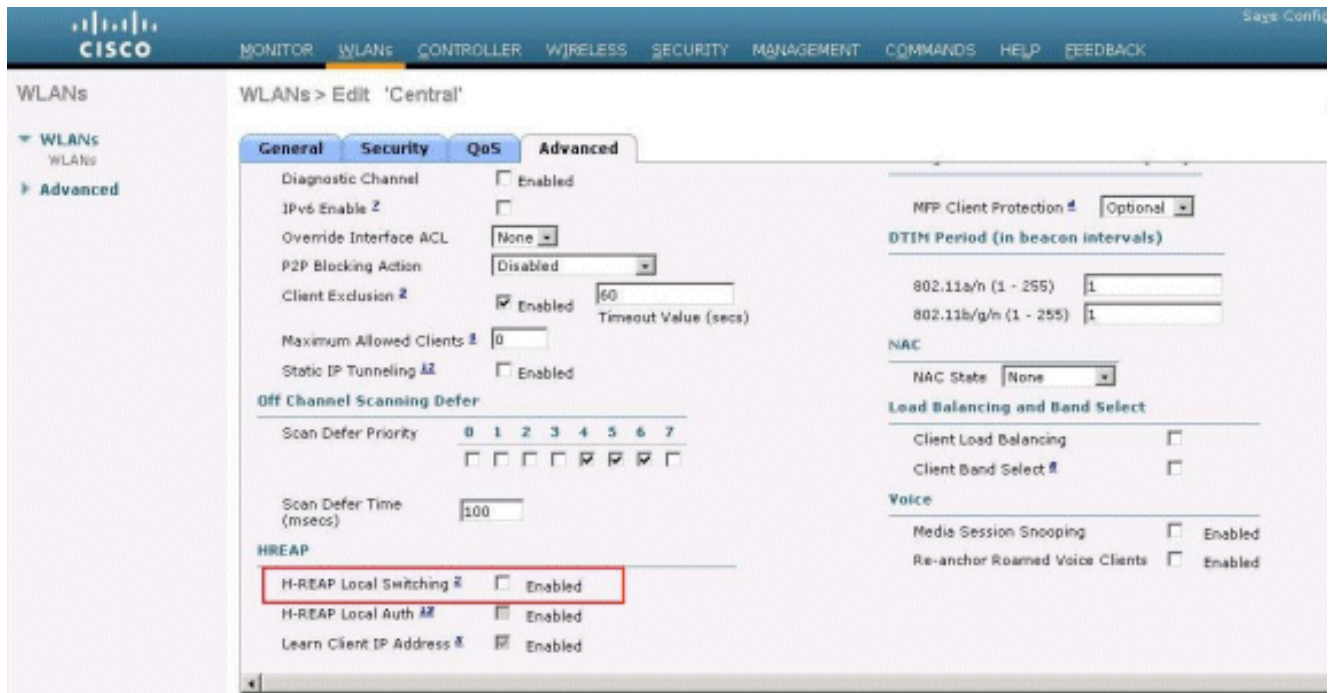 Save Config
CISCO
MONITOR WLANs CONTROLLER WIRELESS SECURITY MANAGEMENT COMMANDS HELP FEEDBACK
WLANs
WLANs
WLANs
Advanced
WLANs > Edit 'Central'
General Security QoS Advanced
Diagnostic Channel Enabled
IPv6 Enable
Override Interface ACL None
P2P Blocking Action Disabled
Client Exclusion Enabled 60
Timeout Value (secs)
Maximum Allowed Clients 0
Static IP Tunneling Enabled
Off Channel Scanning Defer
Scan Defer Priority 0 1 2 3 4 5 6 7
Scan Defer Time 100
(msecs)
HREAP
H-REAP Local Switching 2 Enabled
H-REAP Local Auth 12 Enabled
Learn Client IP Address Enabled
MFP Client Protection 4 Optional
DTIM Period (in beacon intervals)
802.11a/n (1 - 255) 1
802.11b/g/n (1 - 255) 1
NAC
NAC State None
Load Balancing and Band Select
Client Load Balancing
Client Band Select
Voice
Media Session Snooping Enabled
Re-anchor Roamed Voice Clients Enabled